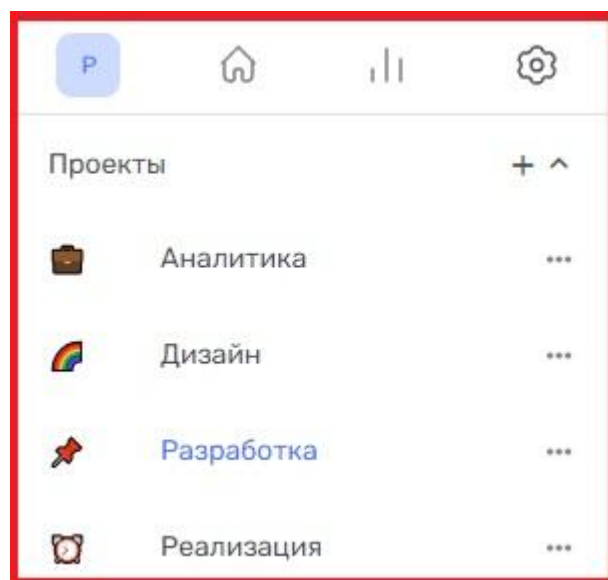 Р
Проекты
Аналитика
Дизайн
Разработка
Реализация